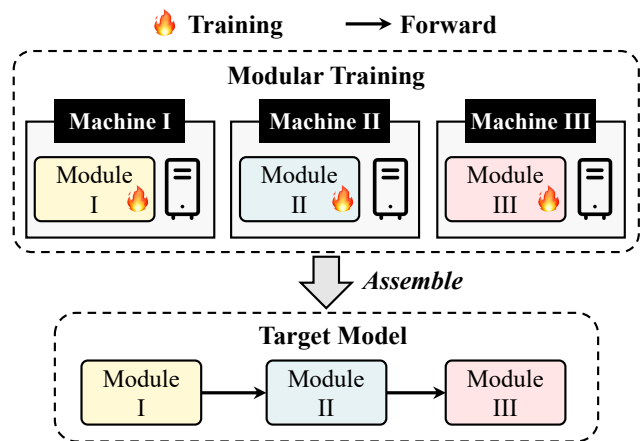 Training Forward
Modular Training
Machine I Machine II Machine III
Module Module Module
I II III
Assemble
Target Model
Module Module Module
I II III